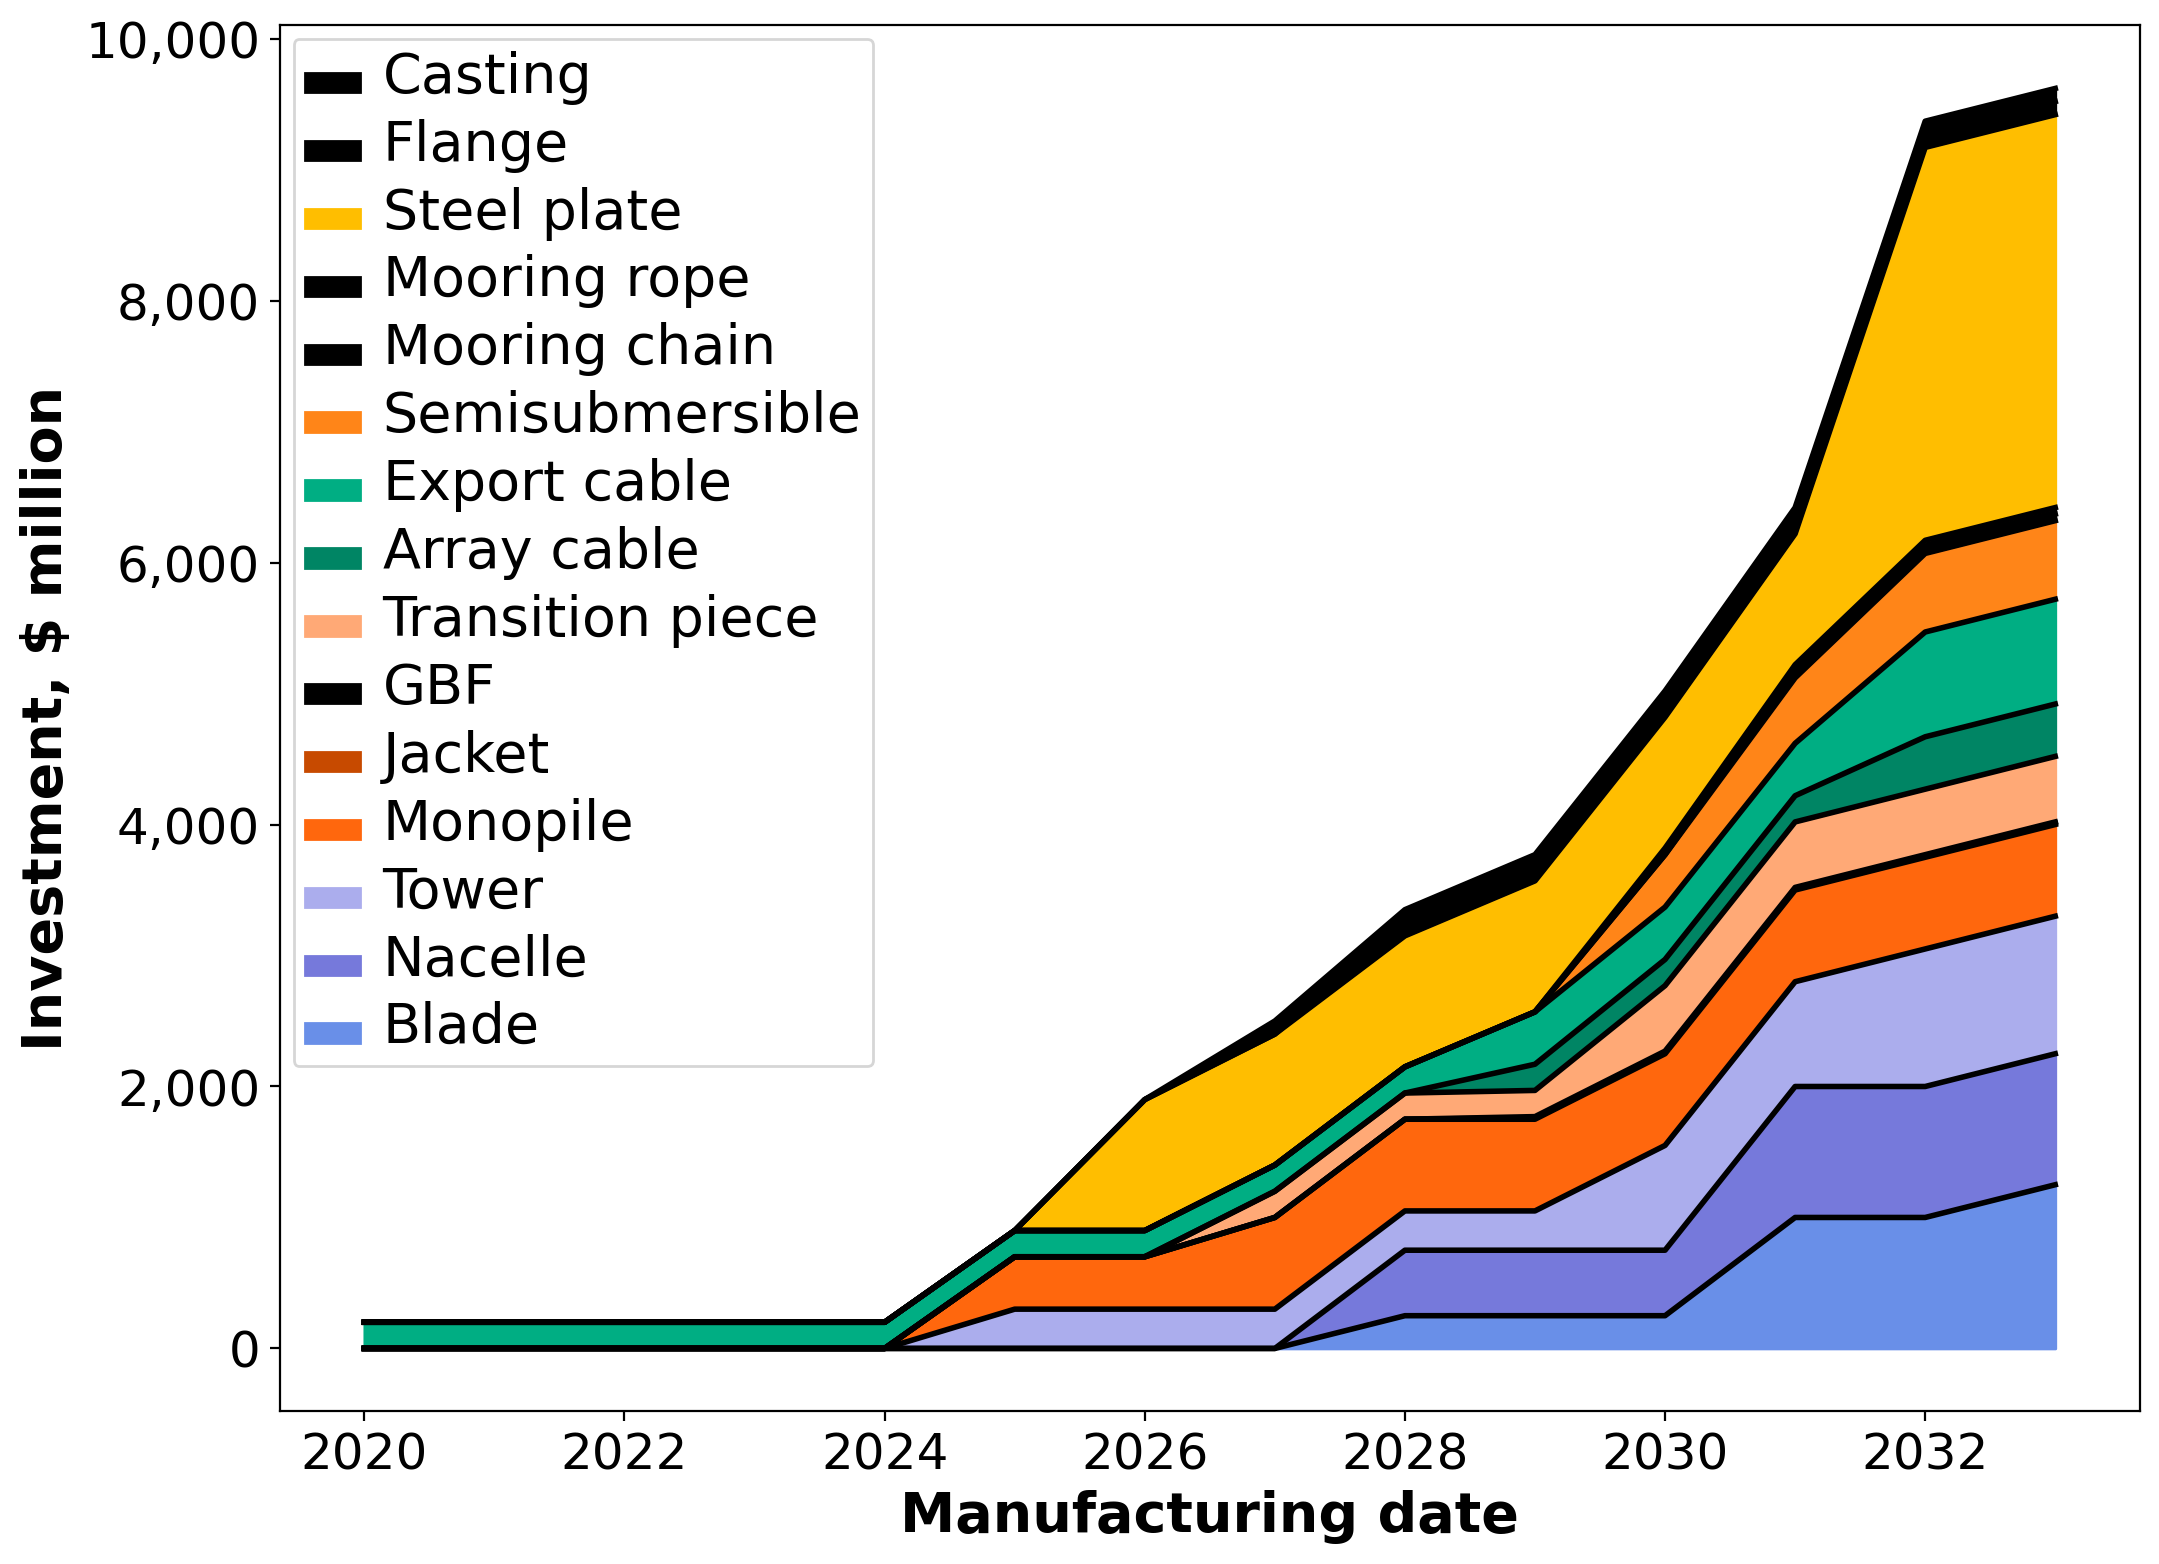 10,000
8,000
6,000
4,000
2,000
0
Investment, $ million
Casting
Flange
Steel plate
Mooring rope
Mooring chain
Semisubmersible
Export cable
Array cable
Transition piece
GBF
Jacket
Monopile
Tower
Nacelle
Blade
2020 2022 2024 2026 2028 2030 2032
Manufacturing date